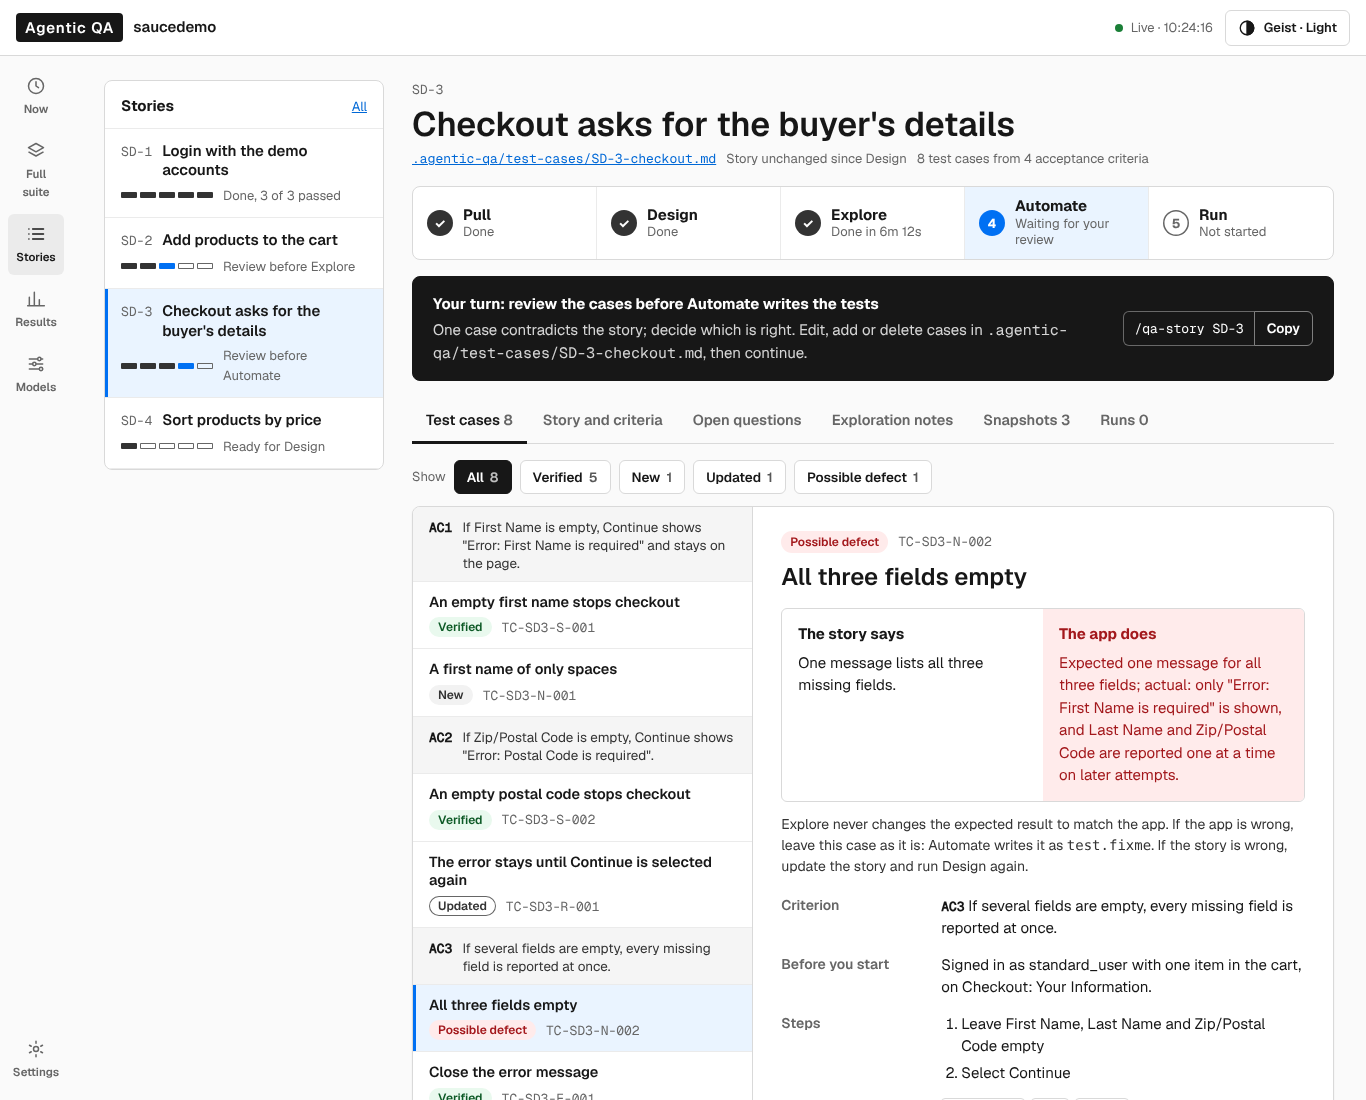 Agentic QA saucedemo
Live · 10:24:16
Geist · Light
Now
Full
suite
Stories
Results
Models
Settings
Stories All
SD-1 Login with the demo
accounts
Done, 3 of 3 passed
SD-2 Add products to the cart
Review before Explore
SD-3 Checkout asks for the
buyer's details
Review before
Automate
SD-4 Sort products by price
Ready for Design
SD-3
Checkout asks for the buyer's details
.agentic-qa/test-cases/SD-3-checkout.md Story unchanged since Design 8 test cases from 4 acceptance criteria
Pull
Done
Design
Done
Explore
Done in 6m 12s
4
Automate
Waiting for your
review
5
Run
Not started
Your turn: review the cases before Automate writes the tests
One case contradicts the story; decide which is right. Edit, add or delete cases in .agentic-
qa/test-cases/SD-3-checkout.md, then continue.
/qa-story SD-3 Copy
Test cases 8 Story and criteria Open questions Exploration notes Snapshots 3 Runs 0
Show All 8 Verified 5 New 1 Updated 1 Possible defect 1
AC1 If First Name is empty, Continue shows
"Error: First Name is required" and stays on
the page.
An empty first name stops checkout
Verified TC-SD3-S-001
A first name of only spaces
New TC-SD3-N-001
AC2 If Zip/Postal Code is empty, Continue shows
"Error: Postal Code is required".
An empty postal code stops checkout
Verified TC-SD3-S-002
The error stays until Continue is selected
again
Updated TC-SD3-R-001
AC3 If several fields are empty, every missing
field is reported at once.
All three fields empty
Possible defect TC-SD3-N-002
Close the error message
Verified TC-SD3-E-001
Possible defect TC-SD3-N-002
All three fields empty
The story says
One message lists all three
missing fields.
The app does
Expected one message for all
three fields; actual: only "Error:
First Name is required" is shown,
and Last Name and Zip/Postal
Code are reported one at a time
on later attempts.
Explore never changes the expected result to match the app. If the app is wrong,
leave this case as it is: Automate writes it as test.fixme. If the story is wrong,
update the story and run Design again.
Criterion AC3 If several fields are empty, every missing field is
reported at once.
Before you start Signed in as standard_user with one item in the cart,
on Checkout: Your Information.
Steps 1. Leave First Name, Last Name and Zip/Postal
Code empty
2. Select Continue